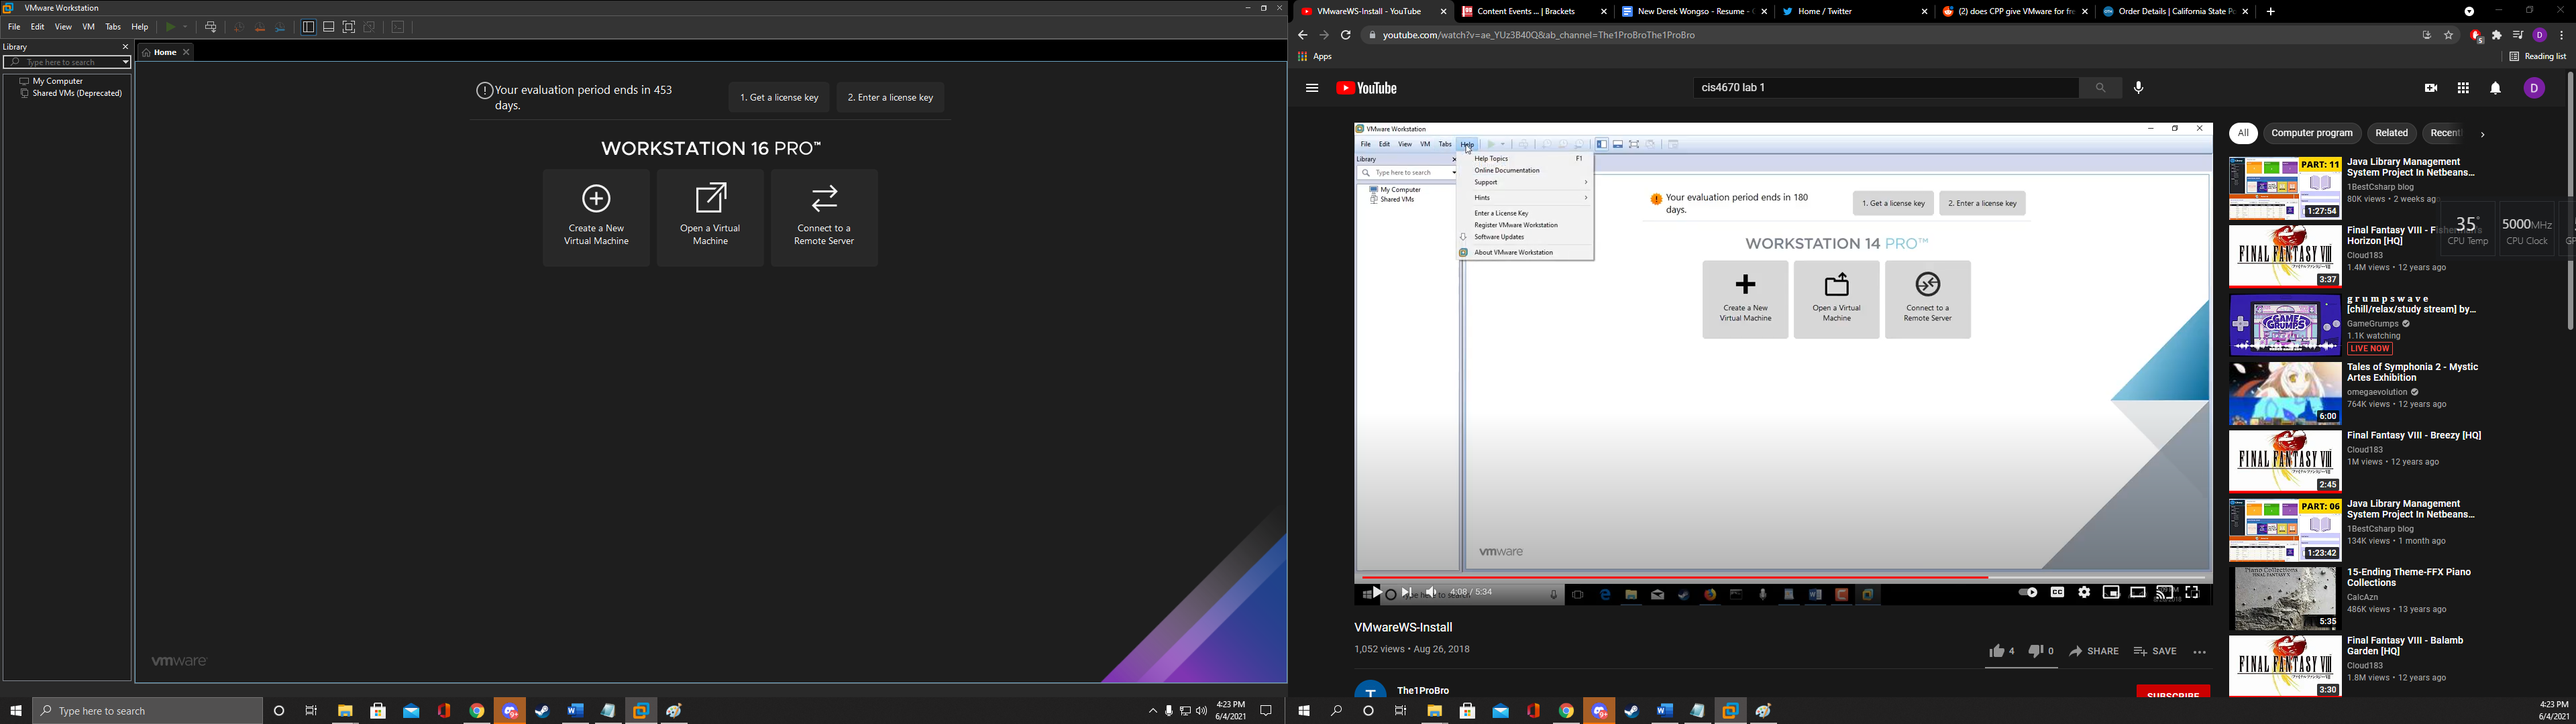 VMware Workstation
File Edit View VM Tabs Help
Library
Type here to search
My Computer
Shared VMs (Deprecated)
Home
Your evaluation period ends in 453
days.
1. Get a license key
2. Enter a license key
WORKSTATION 16 PRO™
Create a New
Virtual Machine
Open a Virtual
Machine
Connect to a
Remote Server
vmware
Type here to search
4:23 PM
6/4/2021
VMwareWS-Install - YouTube
Content Events ... | Brackets
New Derek Wongso - Resume -
Home / Twitter
(2) does CPP give VMware for fre
Order Details | California State Po
youtube.com/watch?v=ae_YUz3B40Q&ab_channel=The1ProBroThe1ProBro
Apps
Reading list
YouTube
cis4670 lab 1
D
VMware Workstation
File Edit View VM Tabs Help
Library
Type here to search
My Computer
Shared VMs
Help Topics F1
Online Documentation
Support
Hints
Enter a License Key
Register VMware Workstation
Software Updates
About VMware Workstation
Your evaluation period ends in 180
days.
1. Get a license key
2. Enter a license key
WORKSTATION 14 PRO™
Create a New
Virtual Machine
Open a Virtual
Machine
Connect to a
Remote Server
vmware
4:08 / 5:34
VMwareWS-Install
1,052 views • Aug 26, 2018
4
0
SHARE
SAVE
The1ProBro
SUBSCRIBE
All
Computer program
Related
PART: 11
1:27:54
Java Library Management
System Project In Netbeans...
1BestCsharp blog
80K views • 2 weeks ag
35°
CPU Temp
5000MHz
CPU Clock
FINAL FANTASY VIII
3:37
Final Fantasy VIII - Fisherman's
Horizon [HQ]
Cloud183
1.4M views • 12 years ago
GAME GRUMPS
g r u m p s w a v e
[chill/relax/study stream] by...
GameGrumps
1.1K watching
LIVE NOW
6:00
Tales of Symphonia 2 - Mystic
Artes Exhibition
omegaevolution
764K views • 12 years ago
FINAL FANTASY VIII
2:45
Final Fantasy VIII - Breezy [HQ]
Cloud183
1M views • 12 years ago
PART: 06
1:23:42
Java Library Management
System Project In Netbeans...
1BestCsharp blog
134K views • 1 month ago
5:35
15-Ending Theme-FFX Piano
Collections
CalcAzn
486K views • 13 years ago
FINAL FANTASY VIII
3:30
Final Fantasy VIII - Balamb
Garden [HQ]
Cloud183
1.8M views • 12 years ago
4:23 PM
6/4/2021